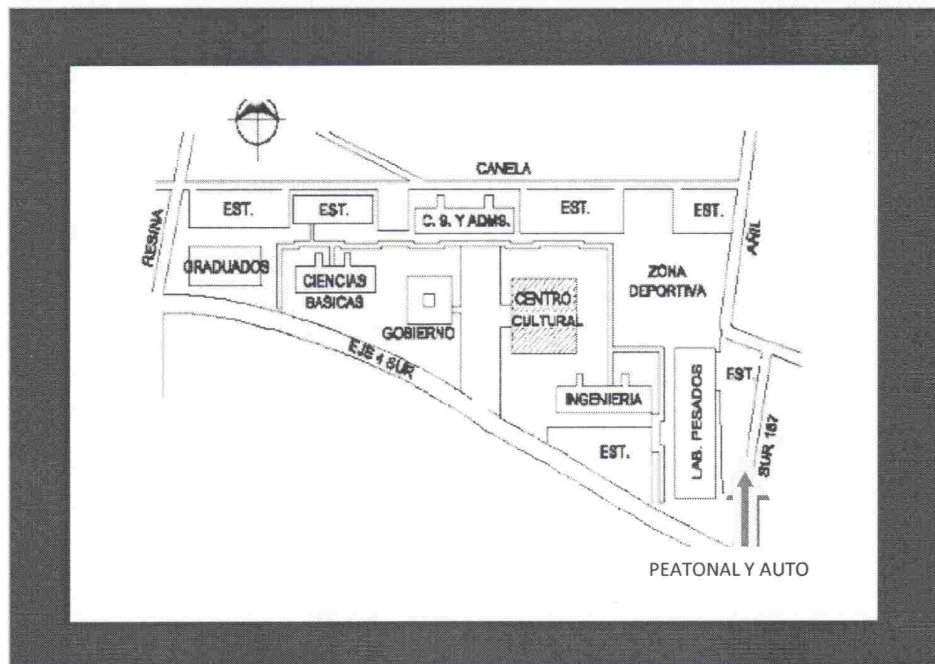 CANELA
EST.
EST.
C. S. Y ADMS.
EST.
EST.
RESINA
AÑIL
GRADUADOS
CIENCIAS
BASICAS
ZONA
DEPORTIVA
CENTRO
CULTURAL
GOBIERNO
EJE 4 SUR
INGENIERIA
LAB. PESADOS
EST.
EST.
SUR 157
PEATONAL Y AUTO